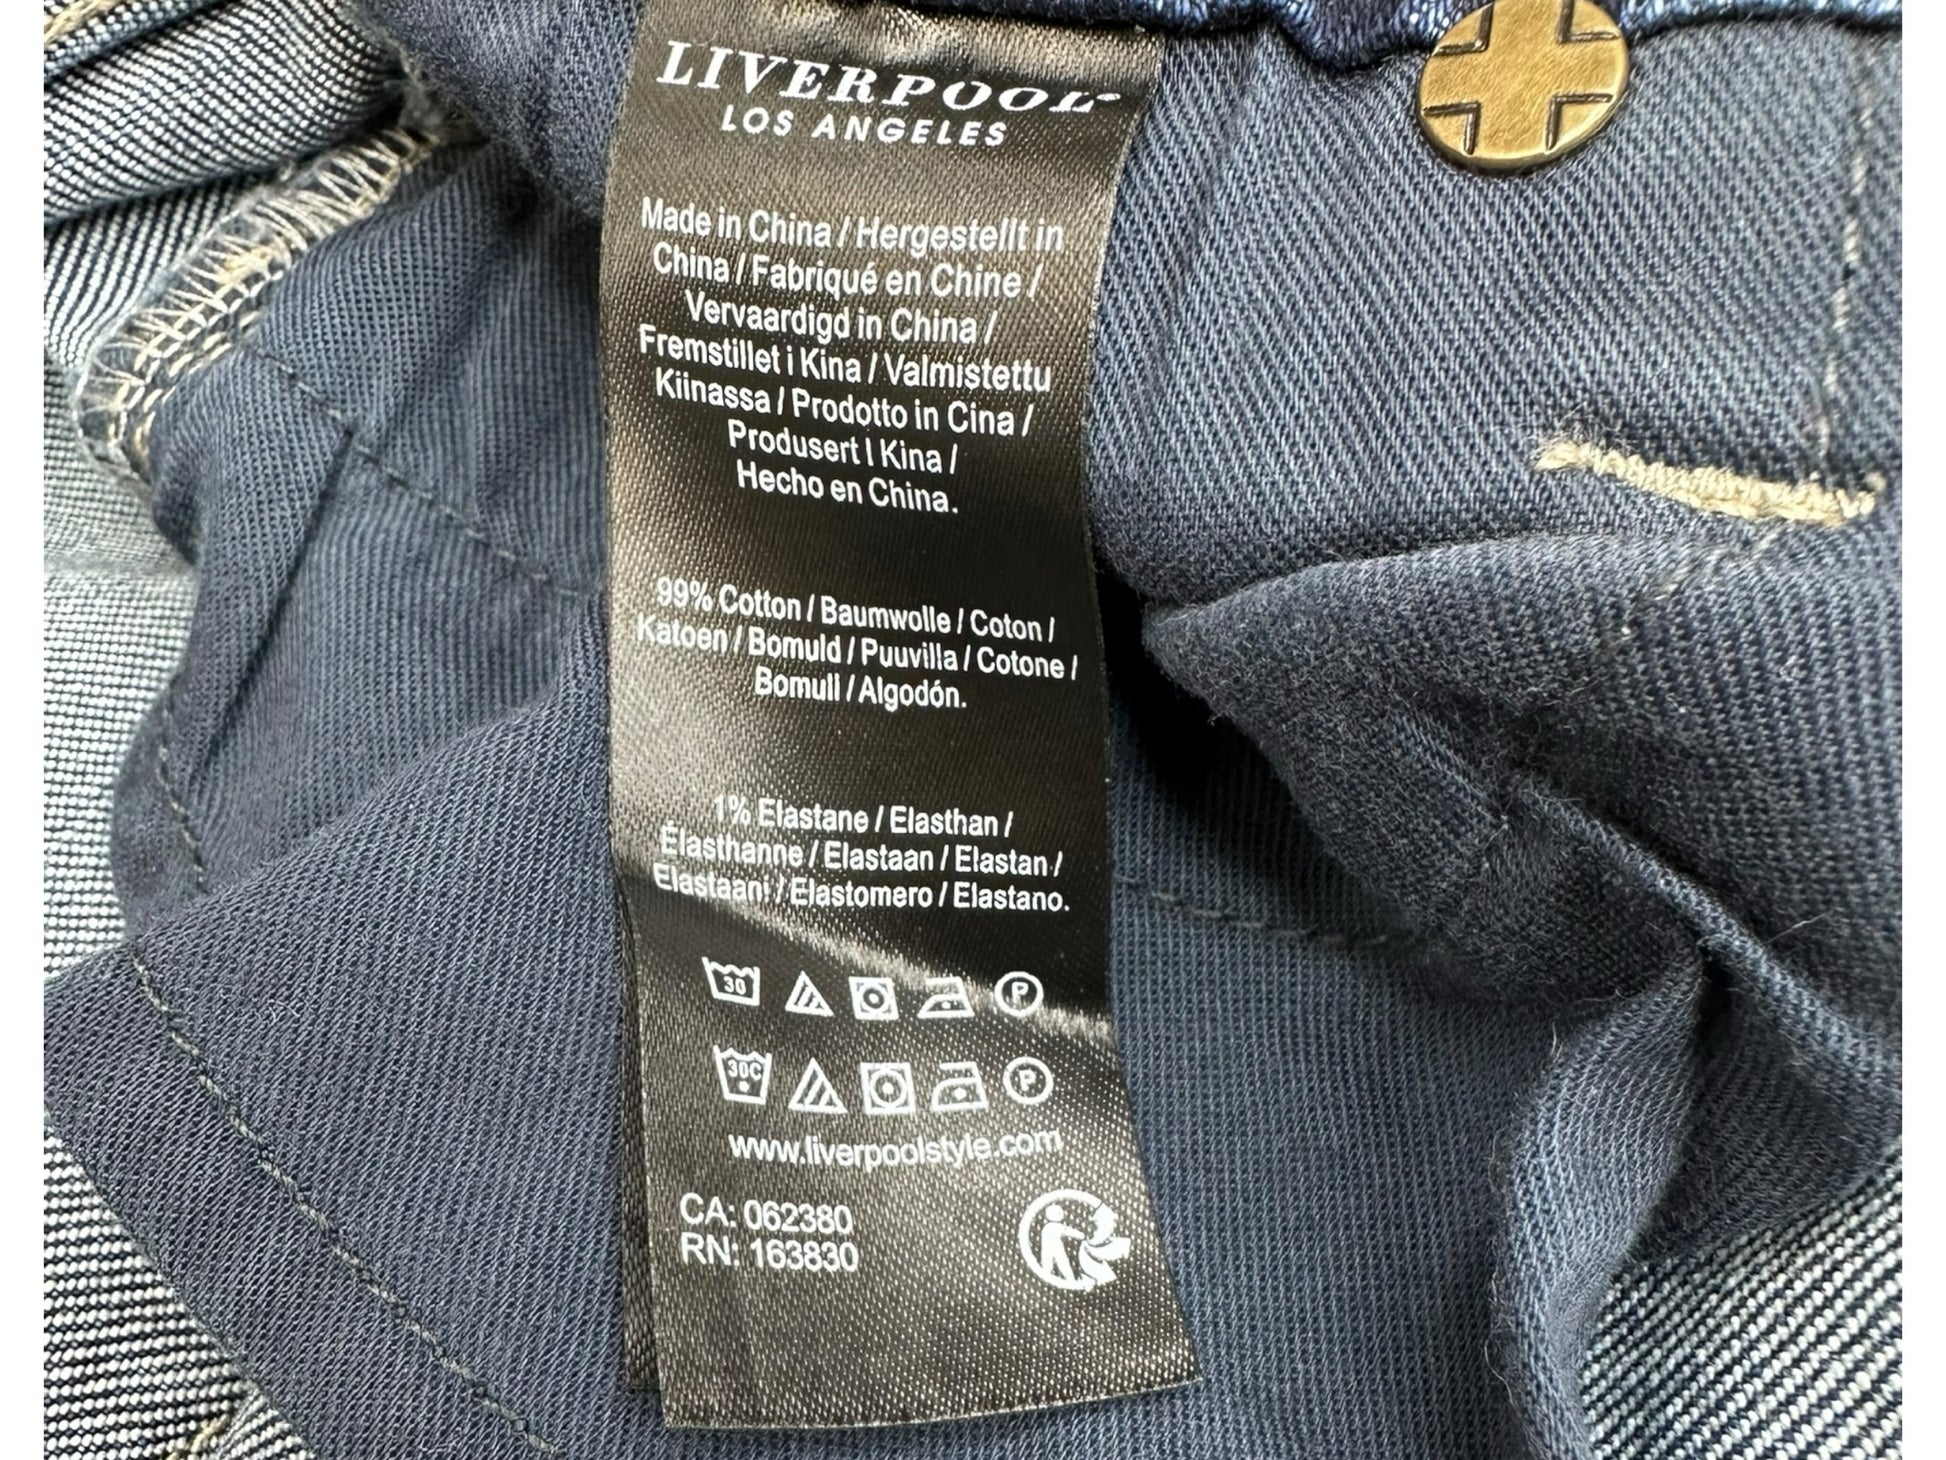 LIVERPOOL
LOS ANGELES
Made in China / Hergestellt in
China / Fabriqué en Chine /
Vervaardigd in China /
Fremstillet i Kina / Valmistettu
Kiinassa / Prodotto in Cina /
Produsert I Kina /
Hecho en China.
99% Cotton / Baumwolle / Coton /
Katoen / Bomuld / Puuvilla / Cotone /
Bomull / Algodón.
1% Elastane / Elasthan /
Élasthanne / Elastaan / Elastan /
Elastaani / Elastomero / Elastano.
30 P
30C P
www.liverpoolstyle.com
CA: 062380
RN: 163830